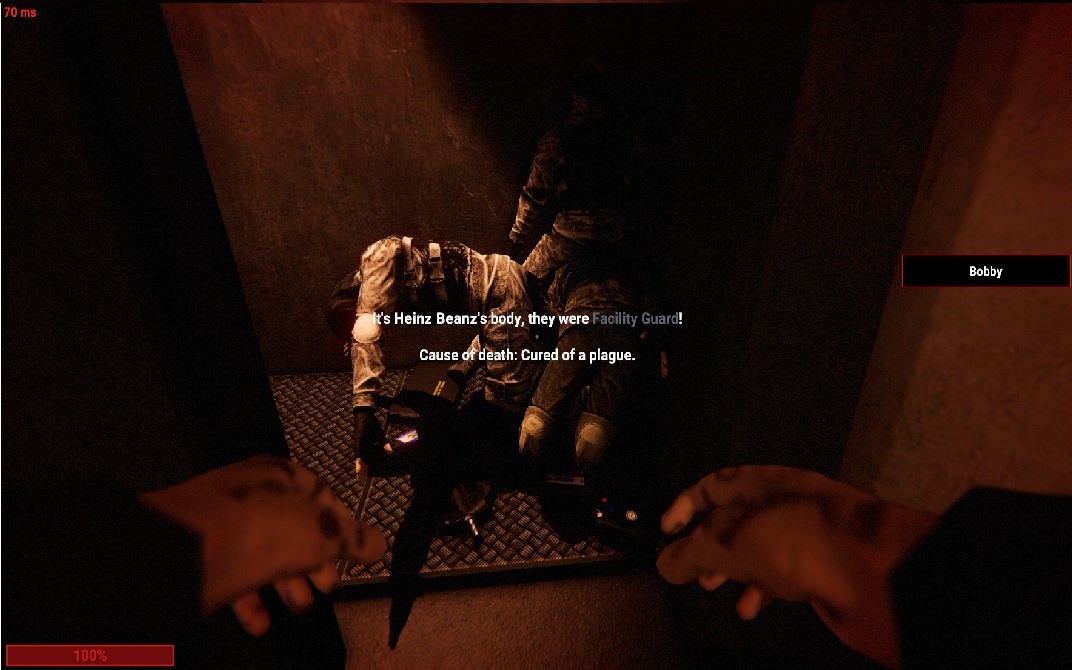 70 ms
Bobby
It's Heinz Beanz's body, they were Facility Guard!
Cause of death: Cured of a plague.
100%